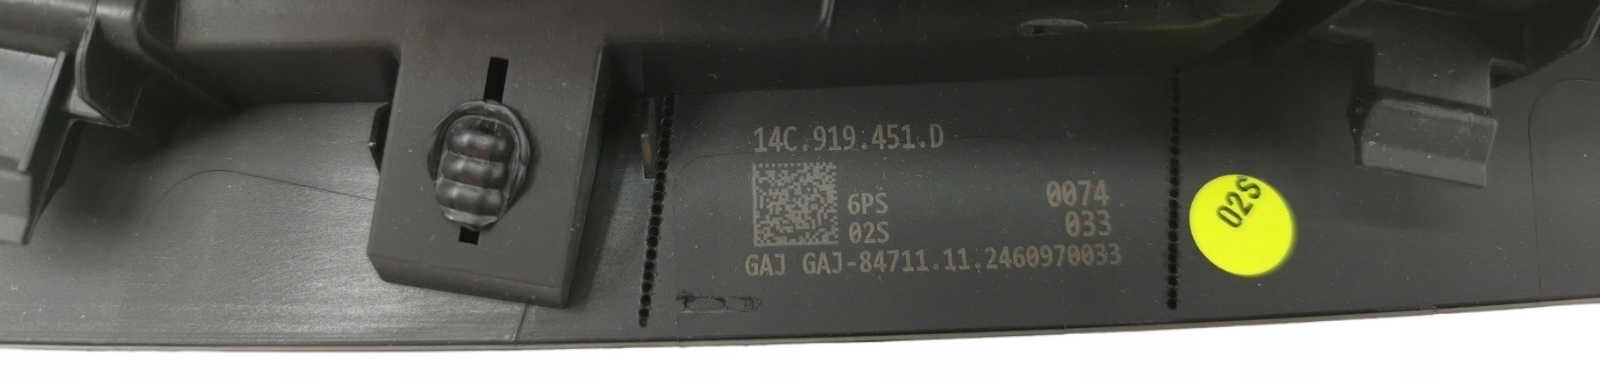 14C.919.451.D
6PS 0074
02S 033
GAJ GAJ-84711.11.2460970033
02S